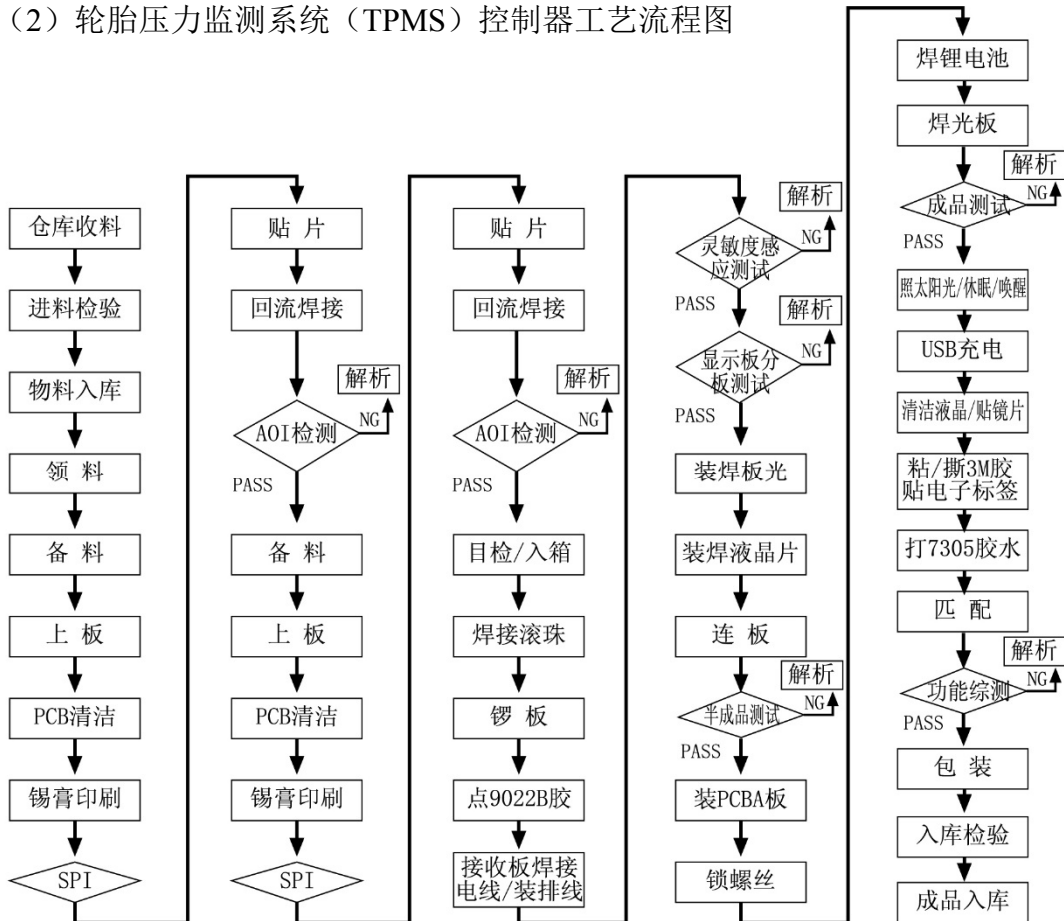 （2）轮胎压力监测系统（TPMS）控制器工艺流程图
仓库收料
进料检验
物料入库
领 料
备 料
上 板
PCB清洁
锡膏印刷
SPI
贴 片
回流焊接
解析
AOI检测
NG
PASS
备 料
上 板
PCB清洁
锡膏印刷
SPI
贴 片
回流焊接
解析
AOI检测
NG
PASS
目检/入箱
焊接滚珠
锣 板
点9022B胶
接收板焊接
电线/装排线
解析
灵敏度感
应测试
NG
PASS
解析
显示板分
板测试
NG
PASS
装焊板光
装焊液晶片
连 板
解析
半成品测试
NG
PASS
装PCBA板
锁螺丝
焊锂电池
焊光板
解析
成品测试
NG
PASS
照太阳光/休眠/唤醒
USB充电
清洁液晶/贴镜片
粘/撕3M胶
贴电子标签
打7305胶水
匹 配
解析
功能综测
NG
PASS
包 装
入库检验
成品入库